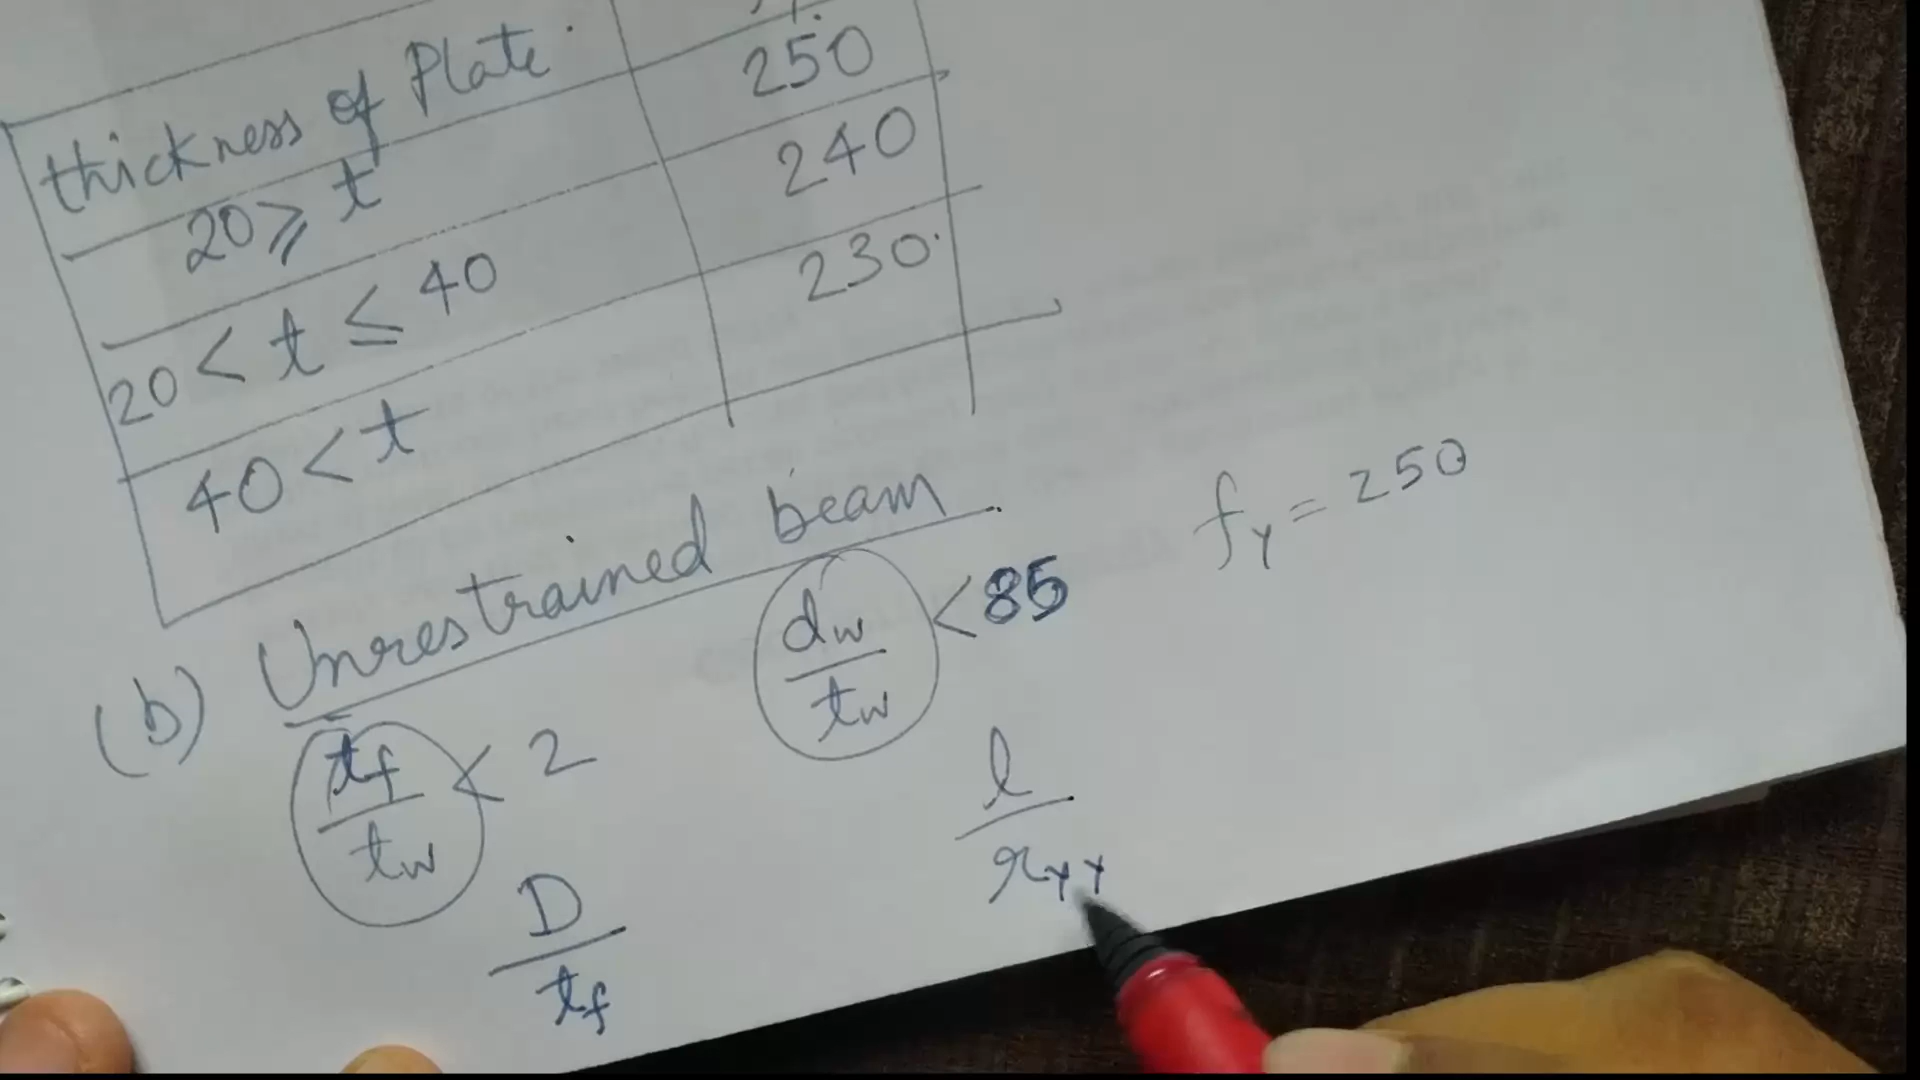 thickness of Plate.
20 ⩾ t 250
20 < t ≤ 40 240
40 < t 230.
(b) Unrestrained beam.
tf/tw < 2 dw/tw < 85 fy = 250
D/tf l/ryy